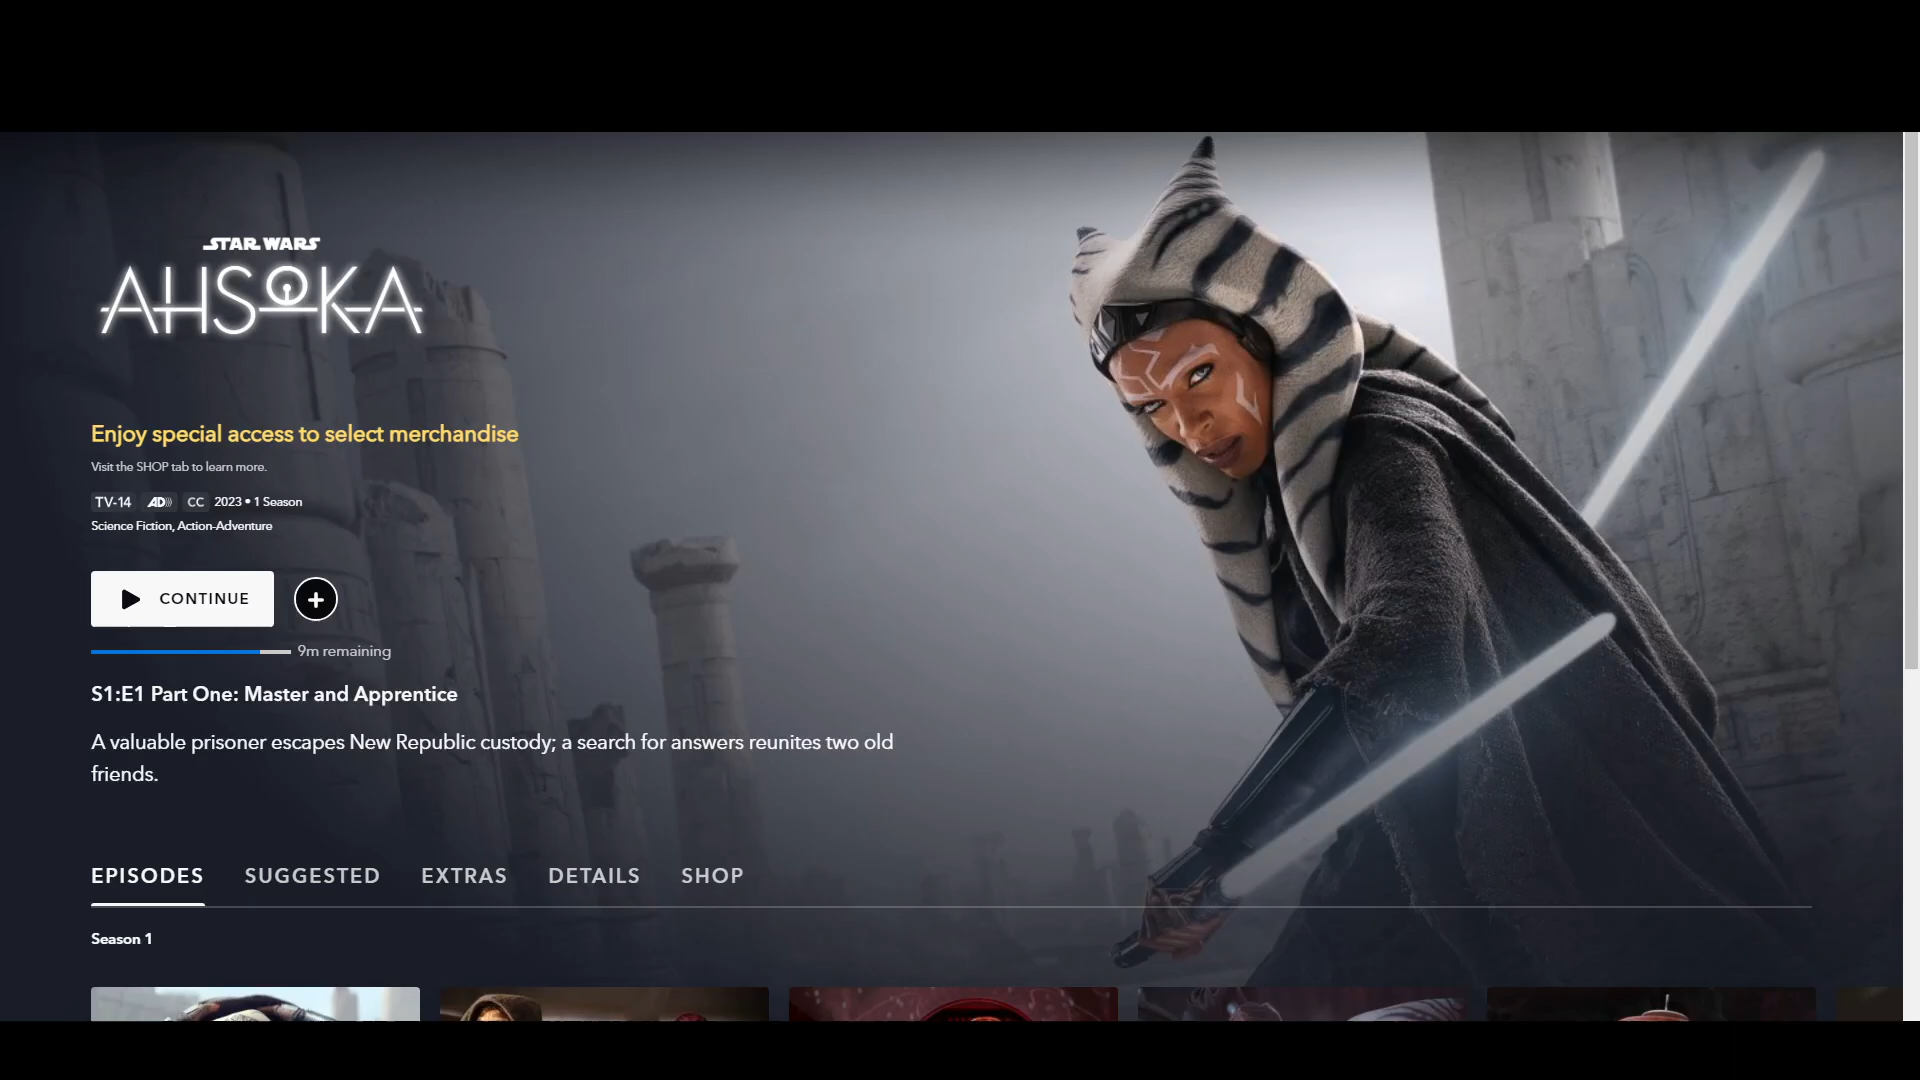 STAR WARS
AHSOKA
Enjoy special access to select merchandise
Visit the SHOP tab to learn more.
TV-14 AD CC 2023 • 1 Season
Science Fiction, Action-Adventure
CONTINUE
9m remaining
S1:E1 Part One: Master and Apprentice
A valuable prisoner escapes New Republic custody; a search for answers reunites two old
friends.
EPISODES SUGGESTED EXTRAS DETAILS SHOP
Season 1